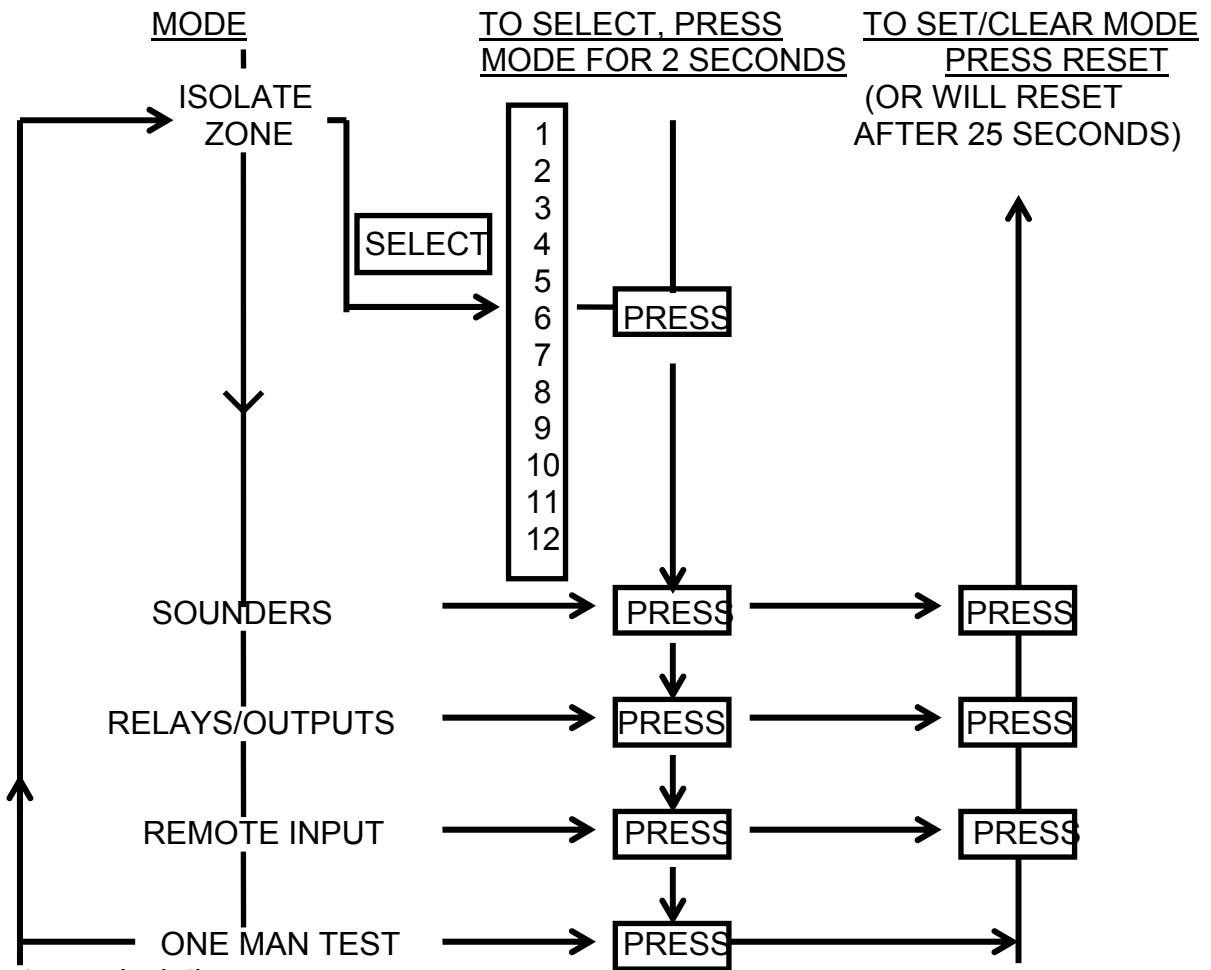 MODE
TO SELECT, PRESS
MODE FOR 2 SECONDS
TO SET/CLEAR MODE
PRESS RESET
(OR WILL RESET
AFTER 25 SECONDS)
ISOLATE
ZONE
SELECT
1
2
3
4
5
6
7
8
9
10
11
12
PRESS
SOUNDERS
PRESS
PRESS
RELAYS/OUTPUTS
PRESS
PRESS
REMOTE INPUT
PRESS
PRESS
ONE MAN TEST
PRESS